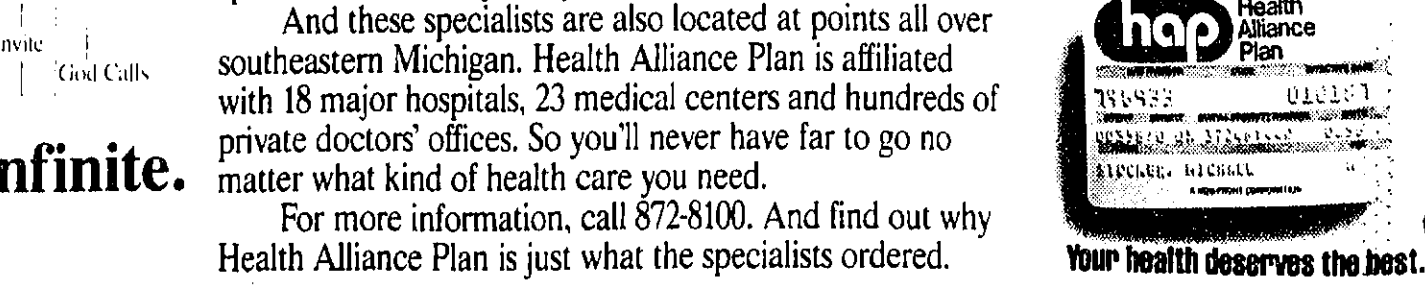 God Calls
nfinite.
And these specialists are also located at points all over
southeastern Michigan. Health Alliance Plan is affiliated
with 18 major hospitals, 23 medical centers and hundreds of
private doctors' offices. So you'll never have far to go no
matter what kind of health care you need.
For more information, call 872-8100. And find out why
Health Alliance Plan is just what the specialists ordered.
hap
Health
Alliance
Plan
Your health deserves the best.